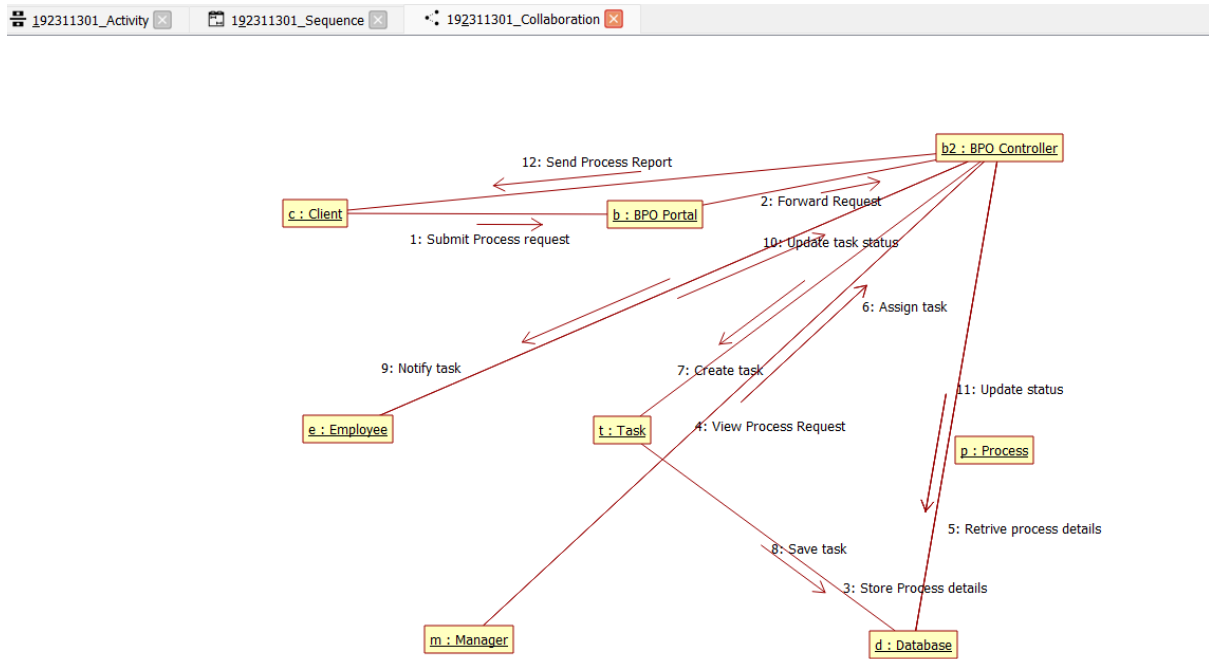 192311301_Activity
192311301_Sequence
192311301_Collaboration
b2 : BPO Controller
12: Send Process Report
c : Client
b : BPO Portal
2: Forward Request
1: Submit Process request
10: Update task status
6: Assign task
9: Notify task
7: Create task
11: Update status
e : Employee
t : Task
4: View Process Request
p : Process
5: Retrive process details
8: Save task
3: Store Process details
m : Manager
d : Database